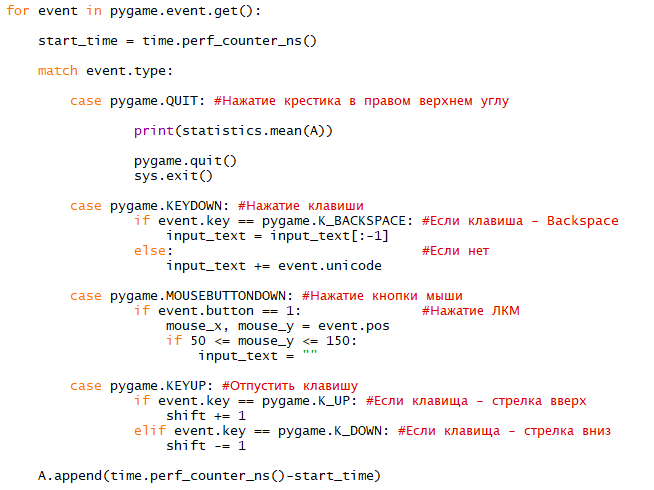 for event in pygame.event.get():
start_time = time.perf_counter_ns()
match event.type:
case pygame.QUIT: #Нажатие крестика в правом верхнем углу
print(statistics.mean(A))
pygame.quit()
sys.exit()
case pygame.KEYDOWN: #Нажатие клавиши
if event.key == pygame.K_BACKSPACE: #Если клавиша – Backspace
input_text = input_text[:-1]
else: #Если нет
input_text += event.unicode
case pygame.MOUSEBUTTONDOWN: #Нажатие кнопки мыши
if event.button == 1: #Нажатие ЛКМ
mouse_x, mouse_y = event.pos
if 50 <= mouse_y <= 150:
input_text = ""
case pygame.KEYUP: #Отпустить клавишу
if event.key == pygame.K_UP: #Если клавища – стрелка вверх
shift += 1
elif event.key == pygame.K_DOWN: #Если клавища – стрелка вниз
shift -= 1
A.append(time.perf_counter_ns()-start_time)